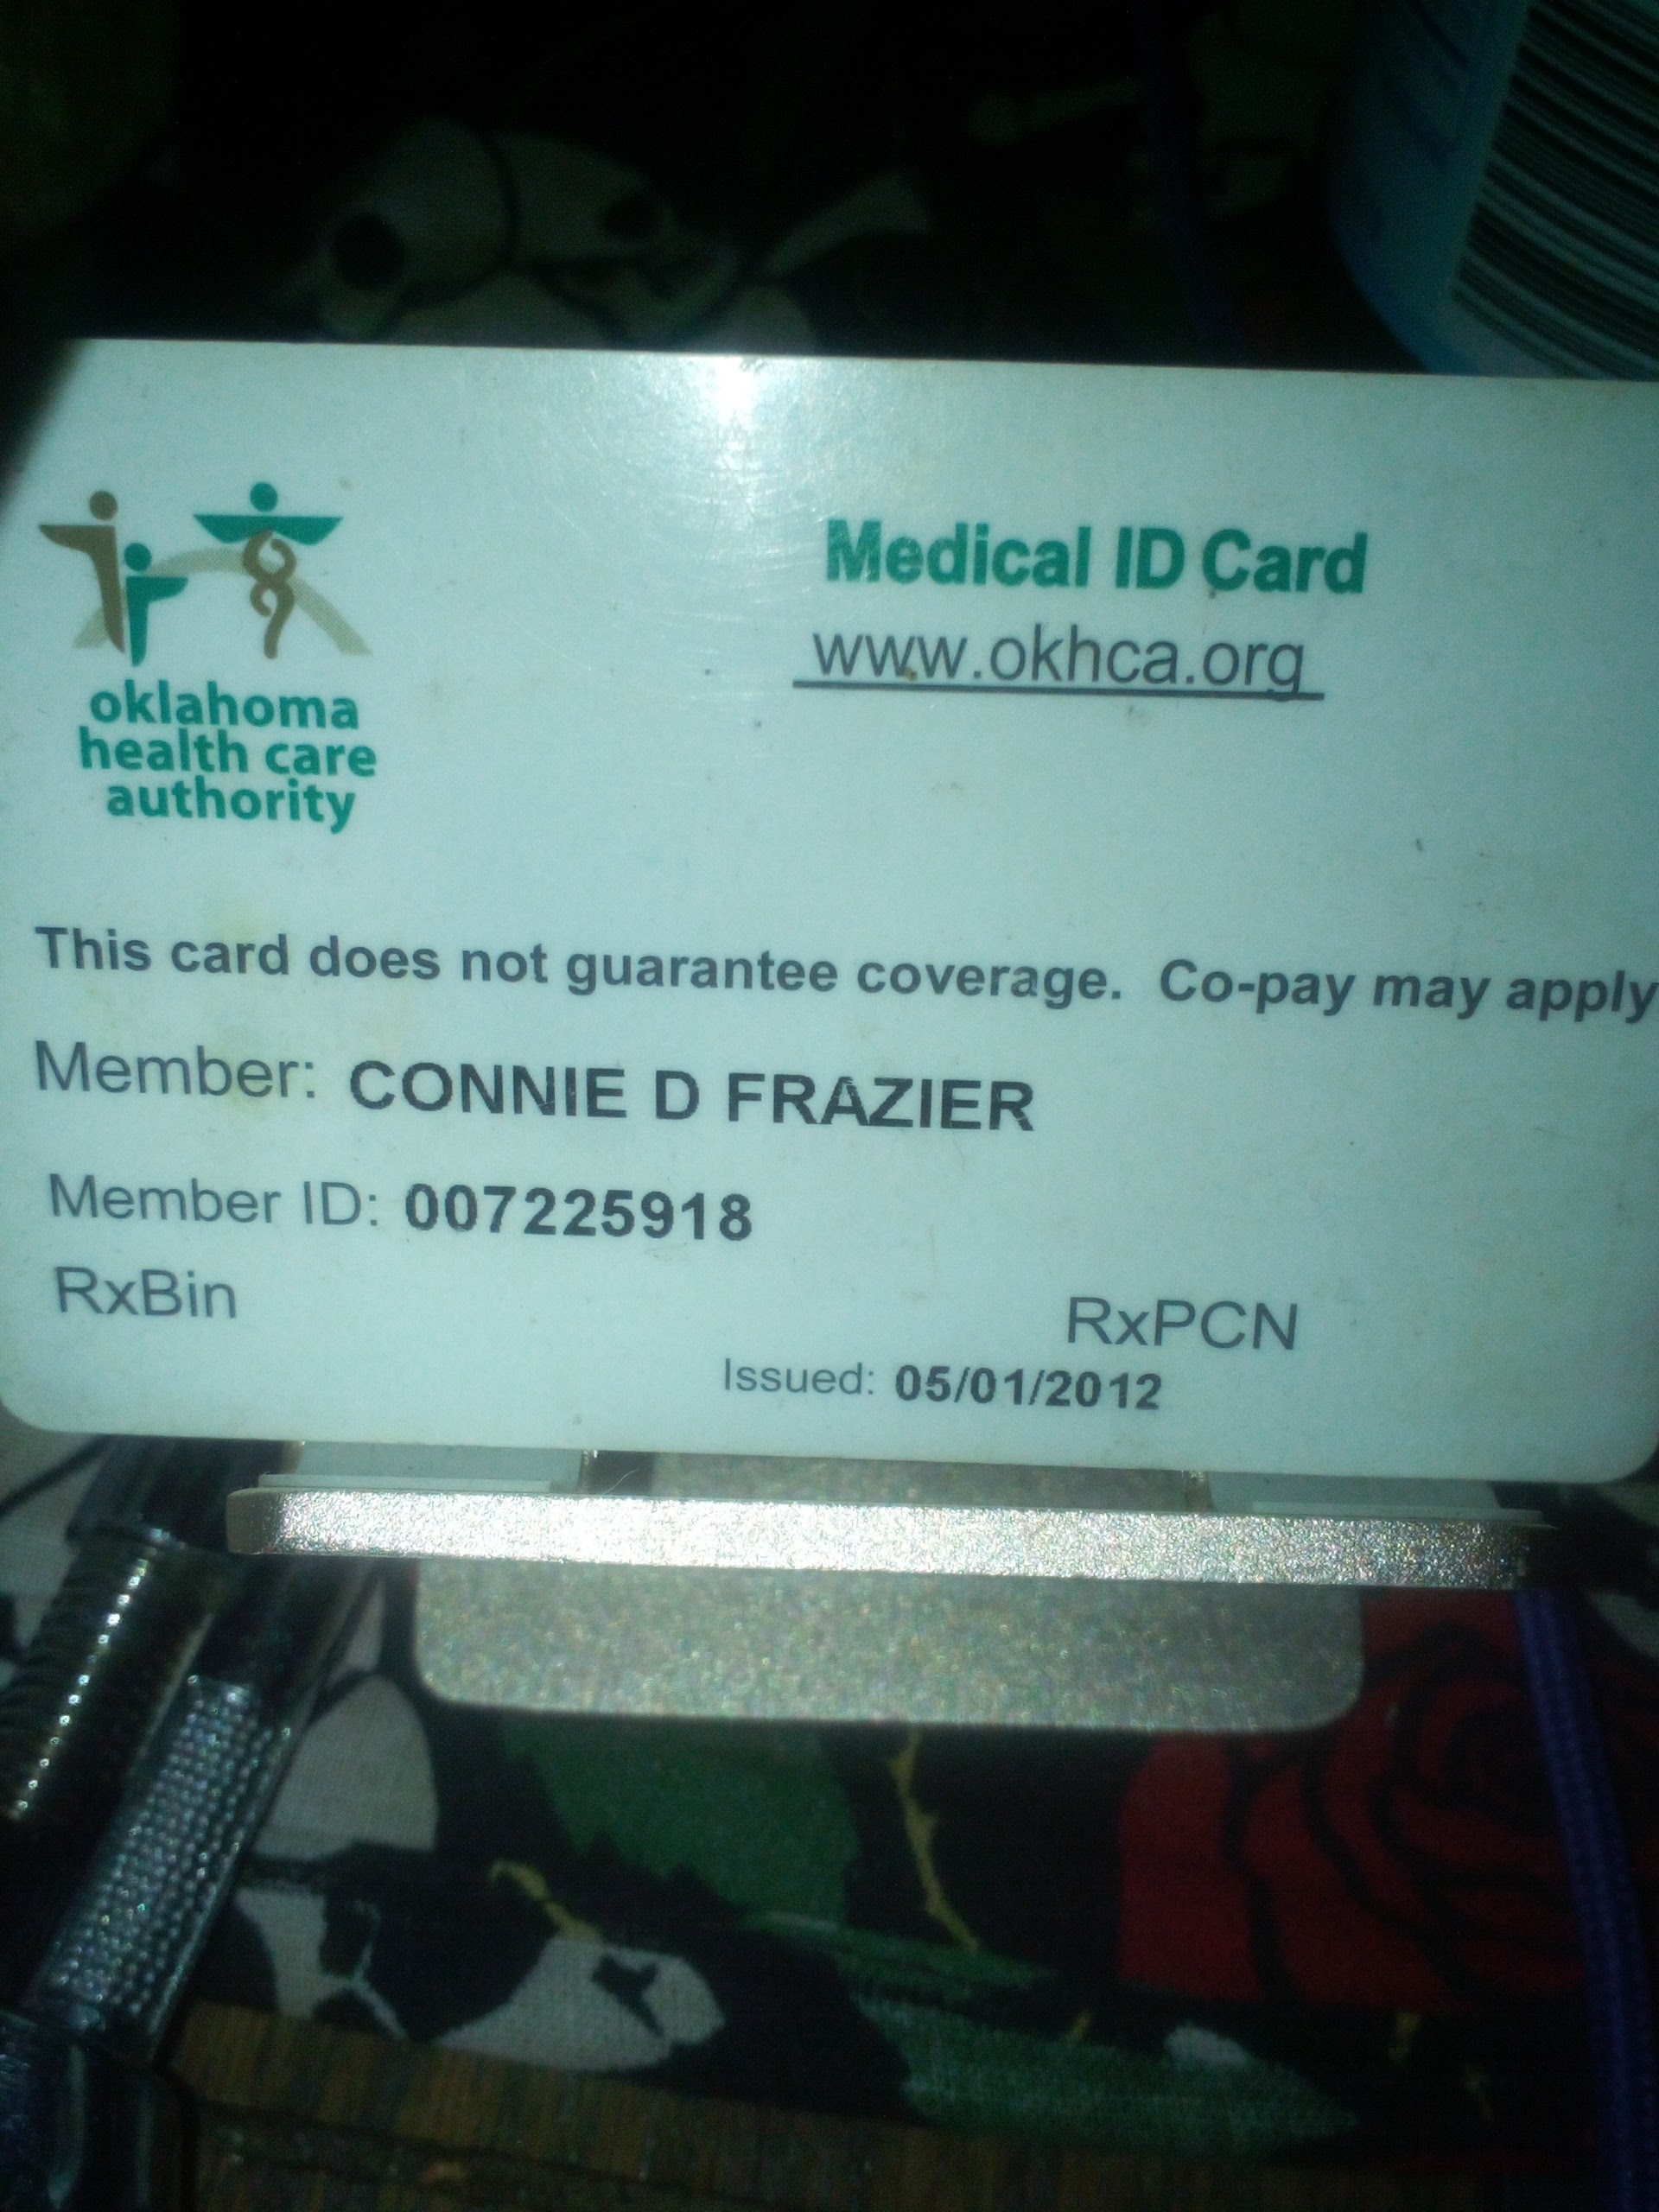 Medical ID Card
www.okhca.org
oklahoma
health care
authority
This card does not guarantee coverage. Co-pay may apply
Member: CONNIE D FRAZIER
Member ID: 007225918
RxBin
RxPCN
Issued: 05/01/2012